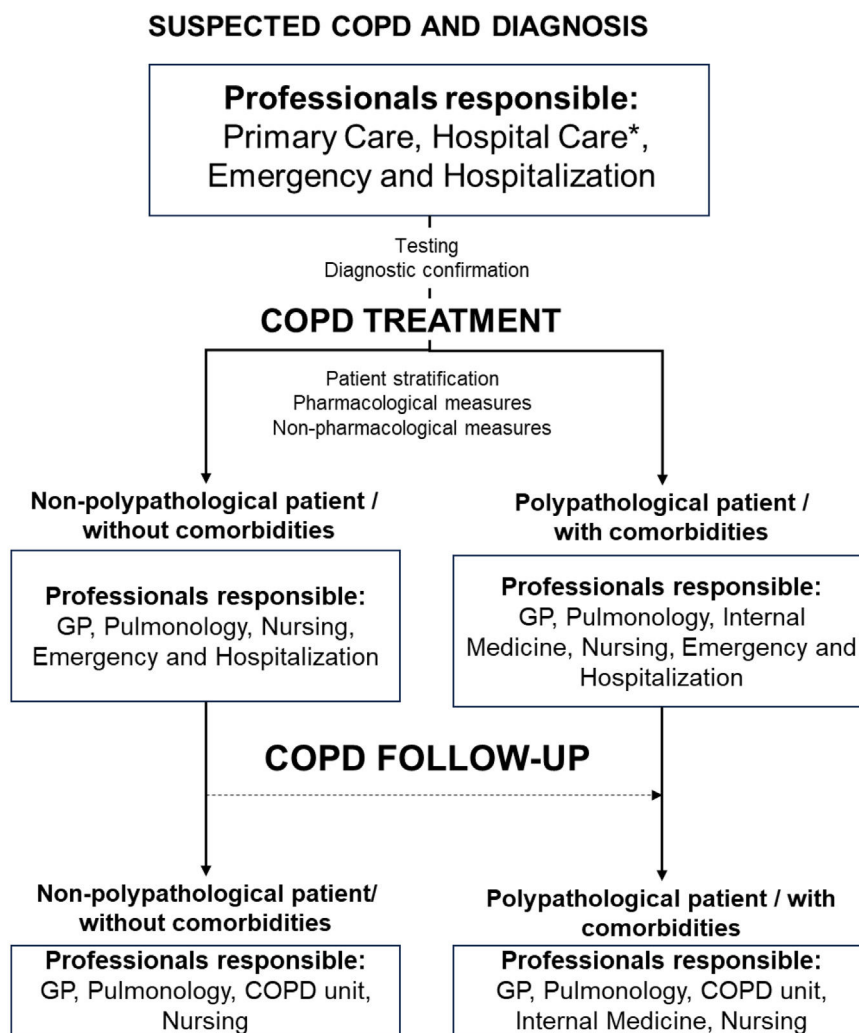 SUSPECTED COPD AND DIAGNOSIS
Professionals responsible:
Primary Care, Hospital Care*,
Emergency and Hospitalization
Testing
Diagnostic confirmation
COPD TREATMENT
Patient stratification
Pharmacological measures
Non-pharmacological measures
Non-polypathological patient /
without comorbidities
Professionals responsible:
GP, Pulmonology, Nursing,
Emergency and Hospitalization
Polypathological patient /
with comorbidities
Professionals responsible:
GP, Pulmonology, Internal
Medicine, Nursing, Emergency and
Hospitalization
COPD FOLLOW-UP
Non-polypathological patient/
without comorbidities
Professionals responsible:
GP, Pulmonology, COPD unit,
Nursing
Polypathological patient / with
comorbidities
Professionals responsible:
GP, Pulmonology, COPD unit,
Internal Medicine, Nursing